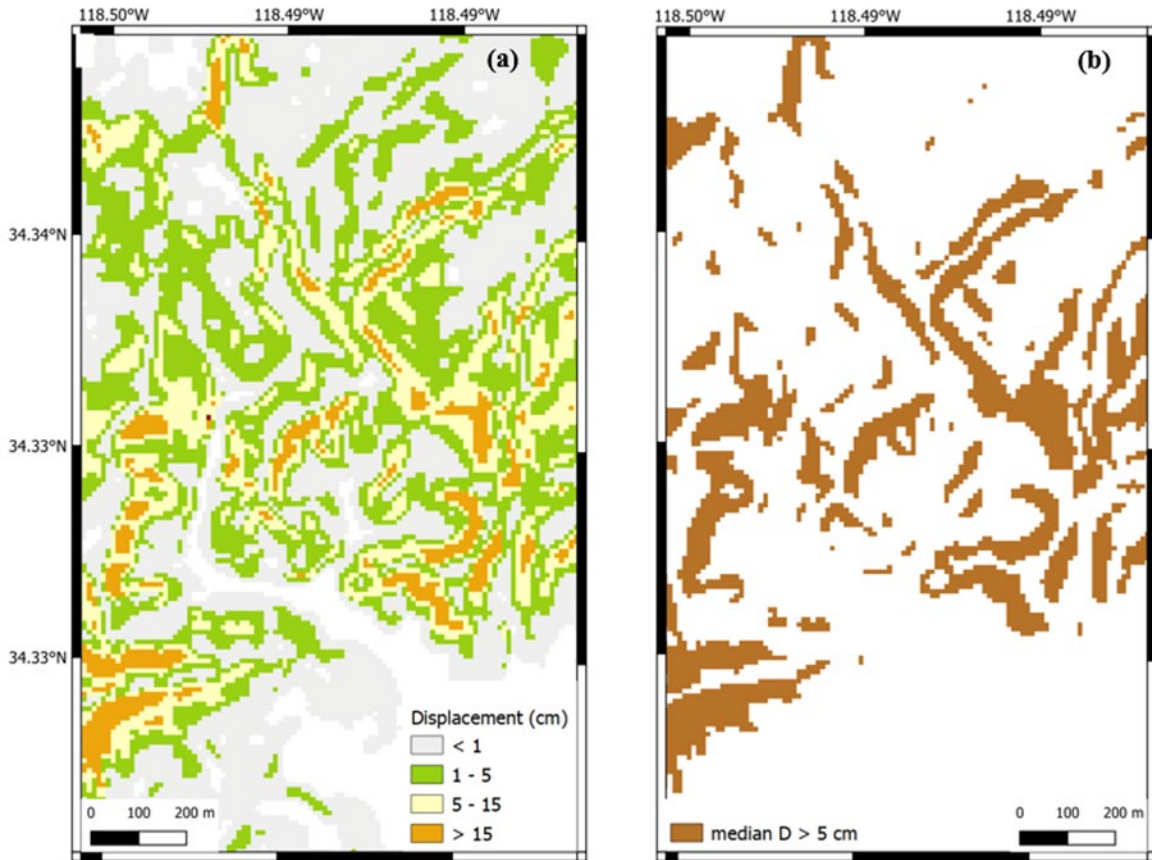 118.50°W 118.49°W 118.49°W
(a)
34.34°N
34.33°N
34.33°N
Displacement (cm)
< 1
1 - 5
5 - 15
> 15
0 100 200 m
118.50°W 118.49°W 118.49°W
(b)
median D > 5 cm
0 100 200 m